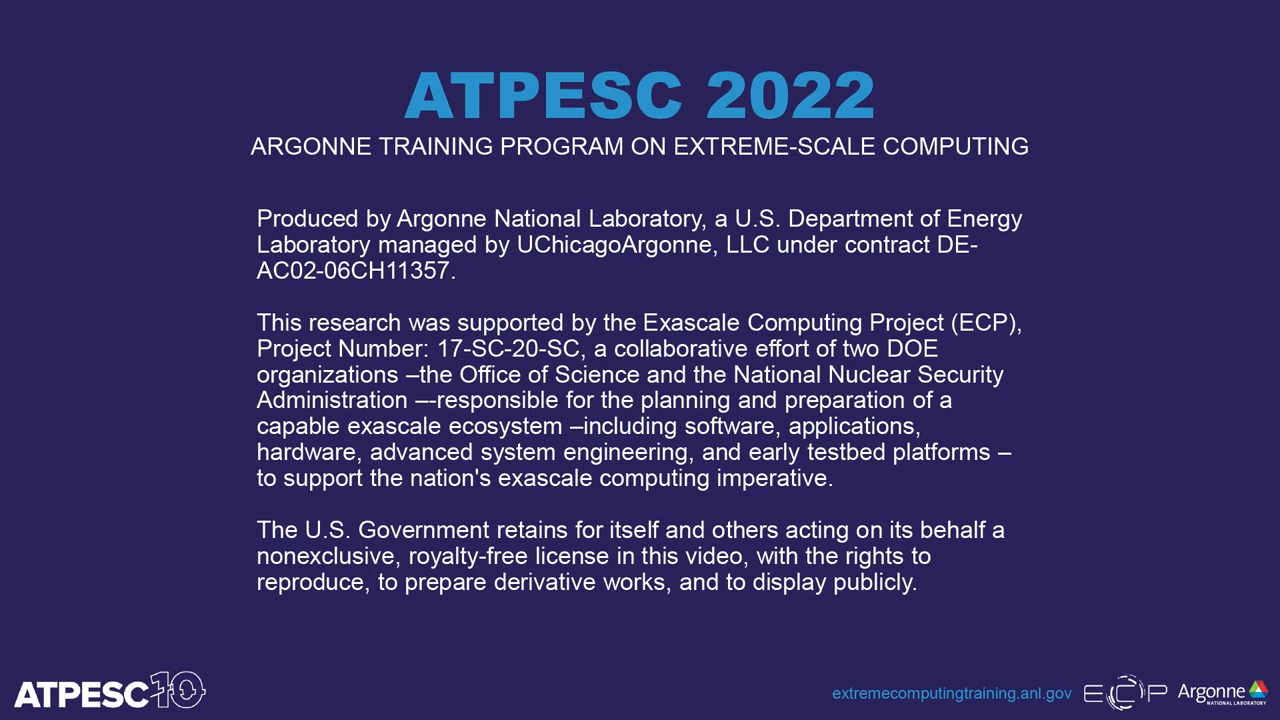 ATPESC 2022
ARGONNE TRAINING PROGRAM ON EXTREME-SCALE COMPUTING
Produced by Argonne National Laboratory, a U.S. Department of Energy
Laboratory managed by UChicagoArgonne, LLC under contract DE-
AC02-06CH11357.
This research was supported by the Exascale Computing Project (ECP),
Project Number: 17-SC-20-SC, a collaborative effort of two DOE
organizations –the Office of Science and the National Nuclear Security
Administration –-responsible for the planning and preparation of a
capable exascale ecosystem –including software, applications,
hardware, advanced system engineering, and early testbed platforms –
to support the nation's exascale computing imperative.
The U.S. Government retains for itself and others acting on its behalf a
nonexclusive, royalty-free license in this video, with the rights to
reproduce, to prepare derivative works, and to display publicly.
ATPESC10
extremecomputingtraining.anl.gov
ECP
Argonne
NATIONAL LABORATORY